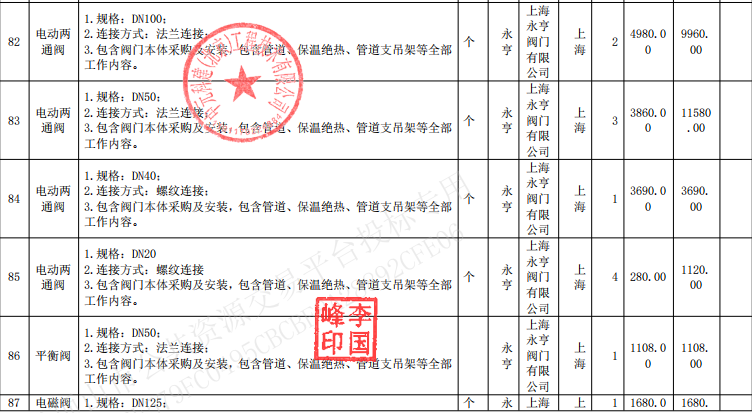 82 电动两通阀 1.规格：DN100; 个 永亨 上海永亨阀门有限公司 上海 2 4980.00 9960.00
2.连接方式：法兰连接;
3.包含阀门本体采购及安装，包含管道、保温绝热、管道支吊架等全部
工作内容。
83 电动两通阀 1.规格：DN50; 个 永亨 上海永亨阀门有限公司 上海 3 3860.00 11580.00
2.连接方式：法兰连接;
3.包含阀门本体采购及安装，包含管道、保温绝热、管道支吊架等全部
工作内容。
84 电动两通阀 1.规格：DN40; 个 永亨 上海永亨阀门有限公司 上海 1 3690.00 3690.00
2.连接方式：螺纹连接;
3.包含阀门本体采购及安装，包含管道、保温绝热、管道支吊架等全部
工作内容。
85 电动两通阀 1.规格：DN20 个 永亨 上海永亨阀门有限公司 上海 4 280.00 1120.00
2.连接方式：螺纹连接
3.包含阀门本体采购及安装，包含管道、保温绝热、管道支吊架等全部
工作内容。
86 平衡阀 1.规格：DN50; 个 永亨 上海永亨阀门有限公司 上海 1 1108.00 1108.00
2.连接方式：法兰连接;
3.包含阀门本体采购及安装，包含管道、保温绝热、管道支吊架等全部
工作内容。
87 电磁阀 1.规格：DN125; 个 永 上海 上 1 1680.0 1680.
李国峰印